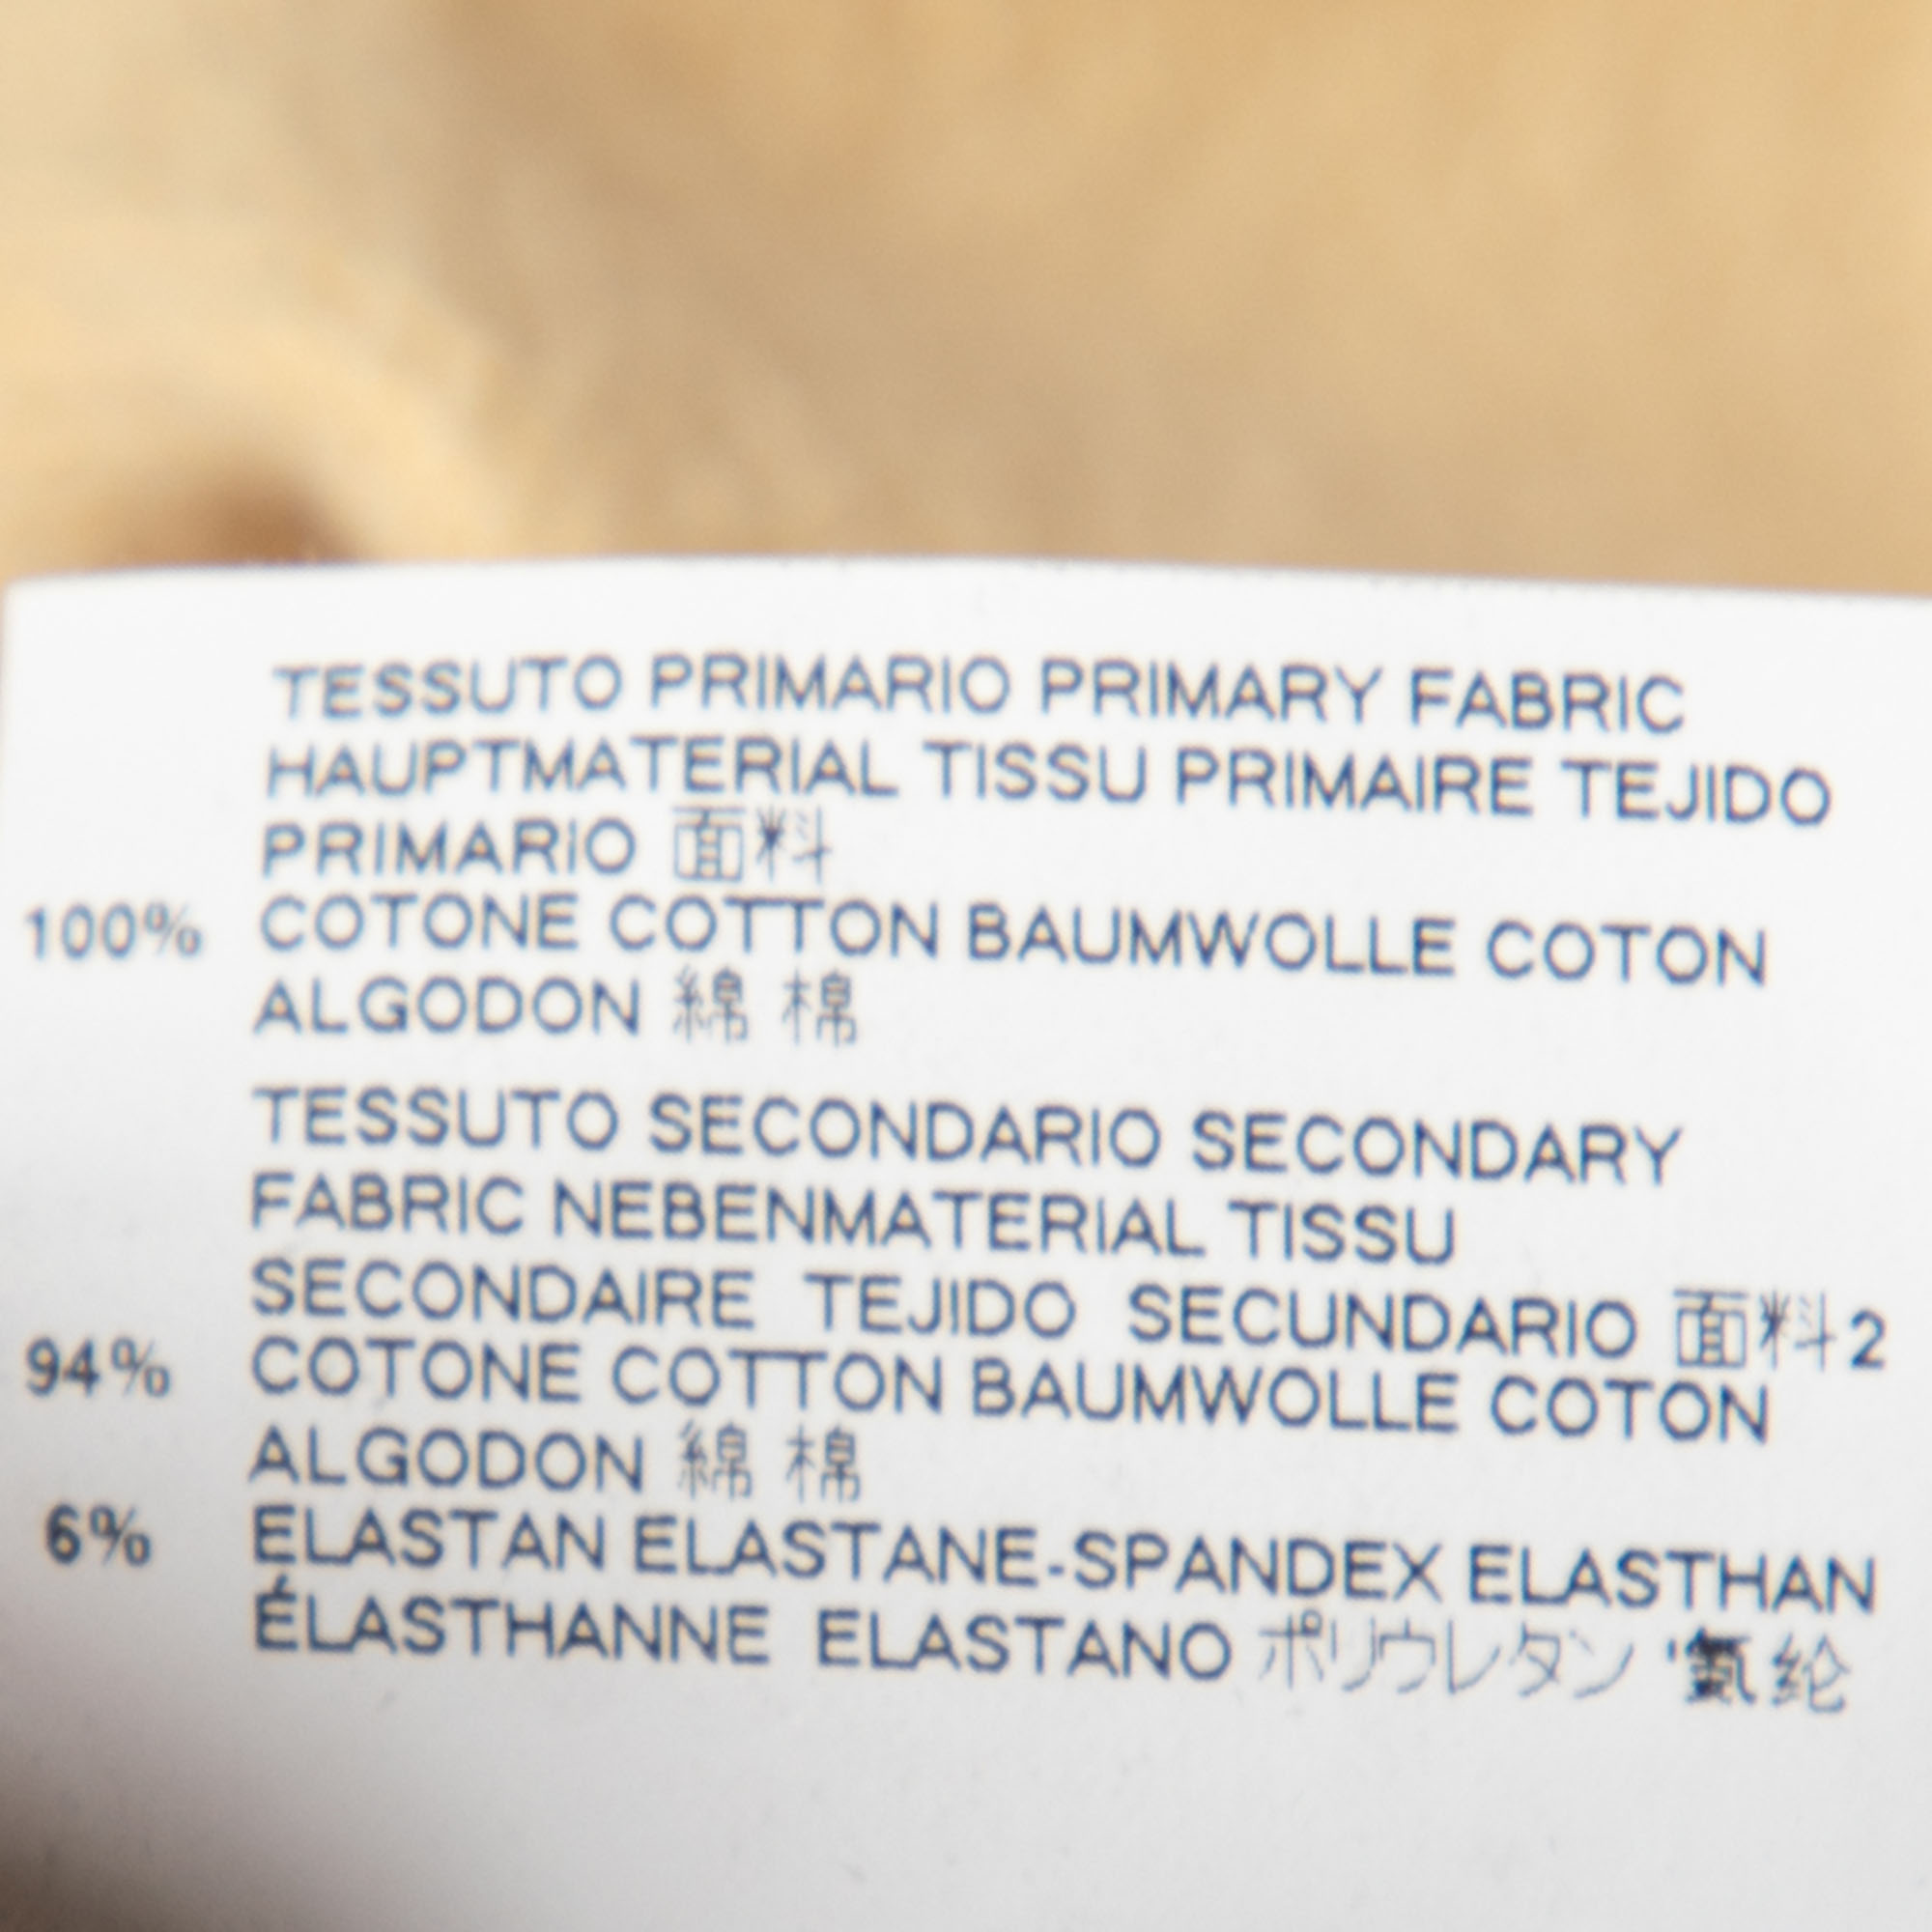 TESSUTO PRIMARIO PRIMARY FABRIC
HAUPTMATERIAL TISSU PRIMAIRE TEJIDO
PRIMARIO 面料
100% COTONE COTTON BAUMWOLLE COTON
ALGODON 綿 棉
TESSUTO SECONDARIO SECONDARY
FABRIC NEBENMATERIAL TISSU
SECONDAIRE TEJIDO SECUNDARIO 面料2
94% COTONE COTTON BAUMWOLLE COTON
ALGODON 綿 棉
6% ELASTAN ELASTANE-SPANDEX ELASTHAN
ÉLASTHANNE ELASTANO ポリウレタン '氨纶